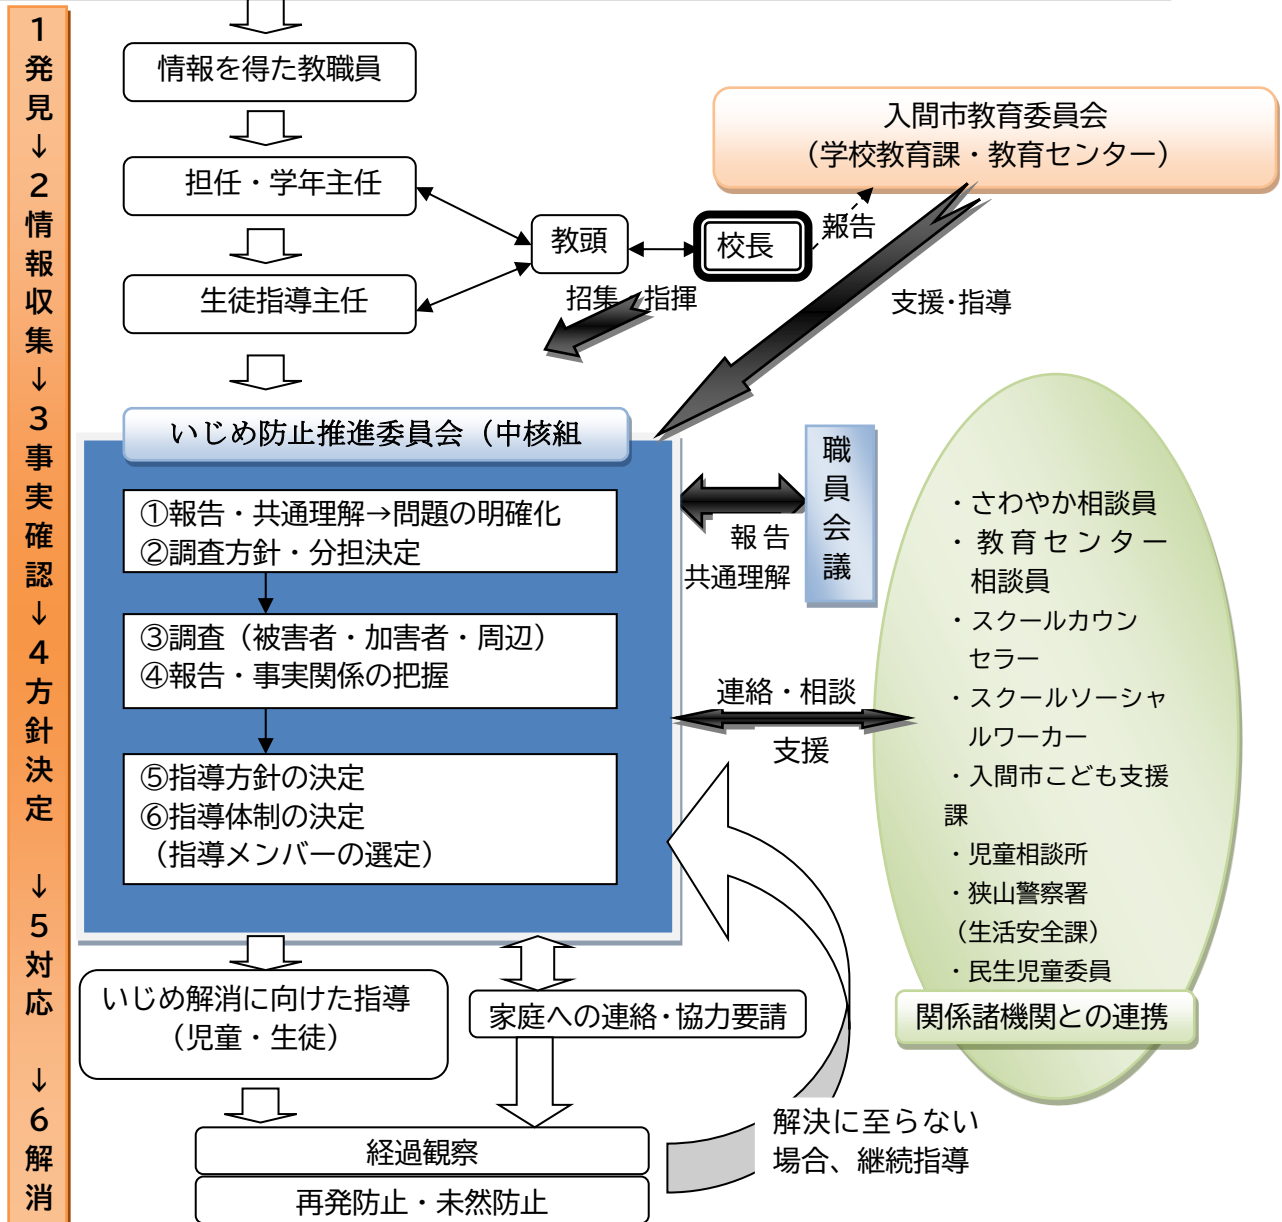 1発見↓2情報収集↓3事実確認↓4方針決定　↓5対応　↓6解消
情報を得た教職員
入間市教育委員会
（学校教育課・教育センター）
担任・学年主任
教頭
校長
報告
生徒指導主任
招集　指揮
支援・指導
いじめ防止推進委員会（中核組
①報告・共通理解→問題の明確化
②調査方針・分担決定
③調査（被害者・加害者・周辺）
④報告・事実関係の把握
⑤指導方針の決定
⑥指導体制の決定
（指導メンバーの選定）
職員会議
報告
共通理解
連絡・相談
支援
・さわやか相談員
・教育センター
相談員
・スクールカウン
セラー
・スクールソーシャ
ルワーカー
・入間市こども支援
課
・児童相談所
・狭山警察署
（生活安全課）
・民生児童委員
関係諸機関との連携
いじめ解消に向けた指導
（児童・生徒）
家庭への連絡・協力要請
経過観察
再発防止・未然防止
解決に至らない
場合、継続指導